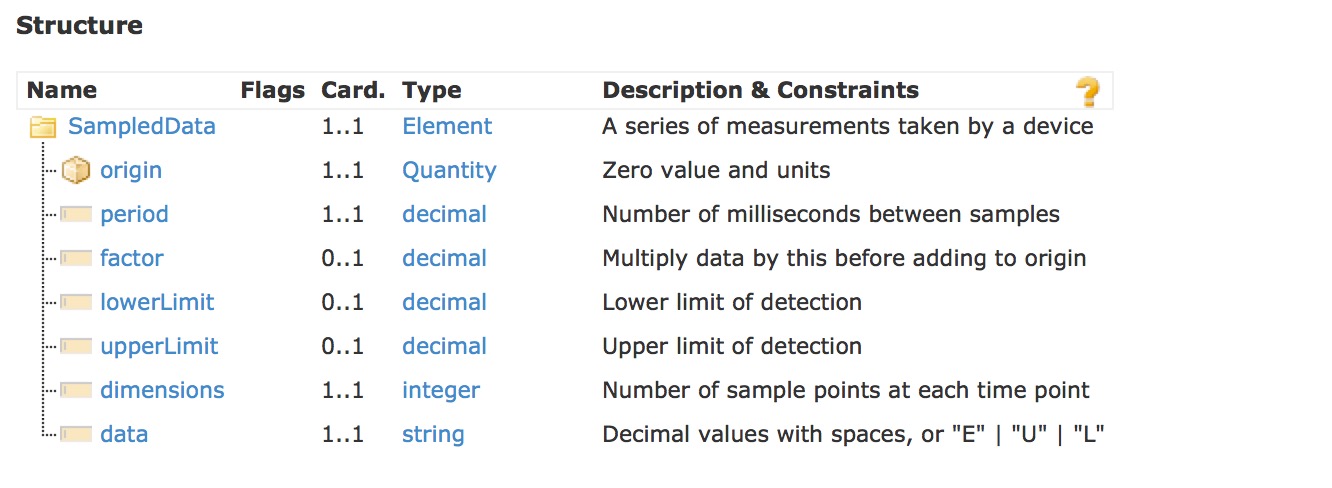 Structure
Name Flags Card. Type Description & Constraints
SampledData 1..1 Element A series of measurements taken by a device
origin 1..1 Quantity Zero value and units
period 1..1 decimal Number of milliseconds between samples
factor 0..1 decimal Multiply data by this before adding to origin
lowerLimit 0..1 decimal Lower limit of detection
upperLimit 0..1 decimal Upper limit of detection
dimensions 1..1 integer Number of sample points at each time point
data 1..1 string Decimal values with spaces, or "E" | "U" | "L"